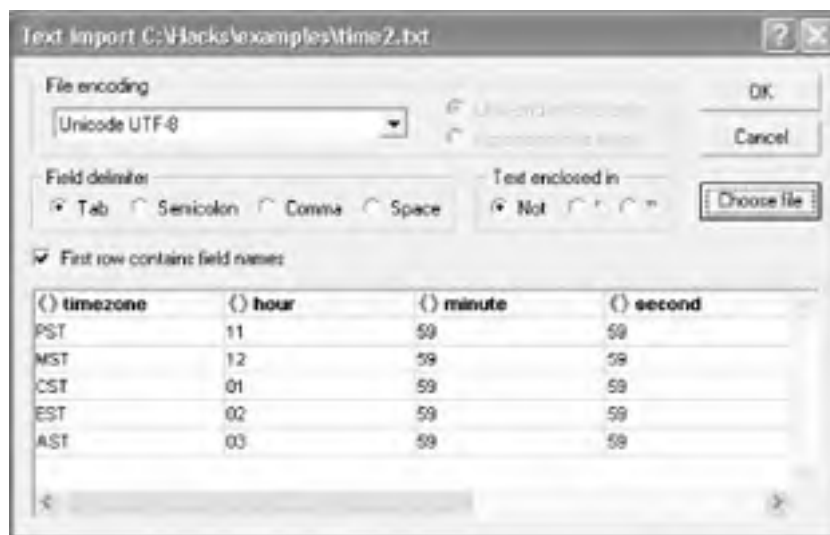 Text Import C:\Hacks\examples\time2.txt
File encoding
Unicode UTF-8
OK
Cancel
Field delimiter
Tab Semicolon Comma Space
Text enclosed in
Not ' "
Choose file
First row contains field names
() timezone () hour () minute () second
PST 11 59 59
MST 12 59 59
CST 01 59 59
EST 02 59 59
AST 03 59 59